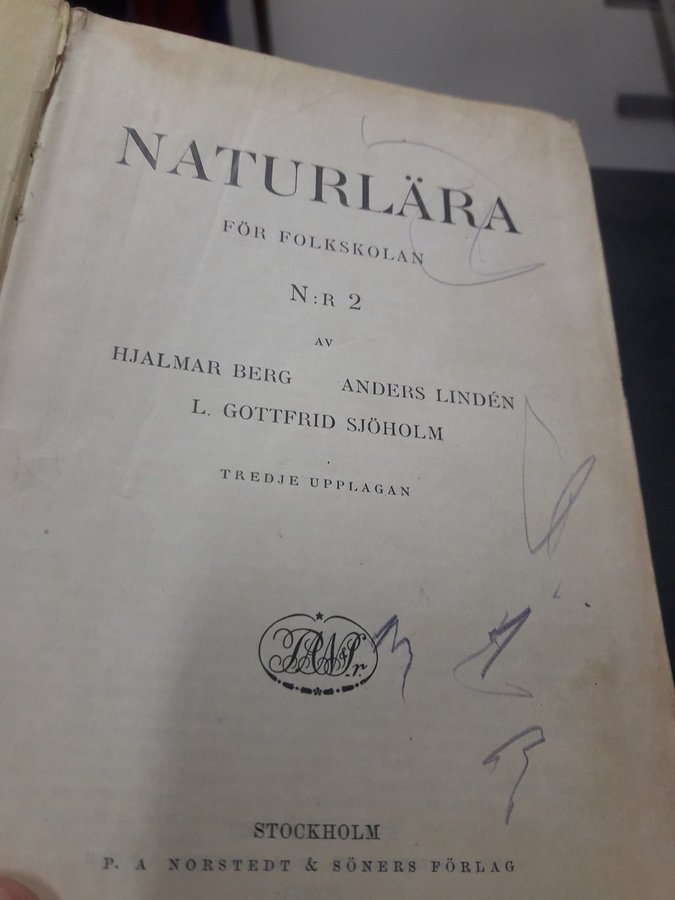 NATURLÄRA
FÖR FOLKSKOLAN
N:R 2
AV
HJALMAR BERG ANDERS LINDÉN
L. GOTTFRID SJÖHOLM
TREDJE UPPLAGAN
STOCKHOLM
P. A NORSTEDT & SÖNERS FÖRLAG